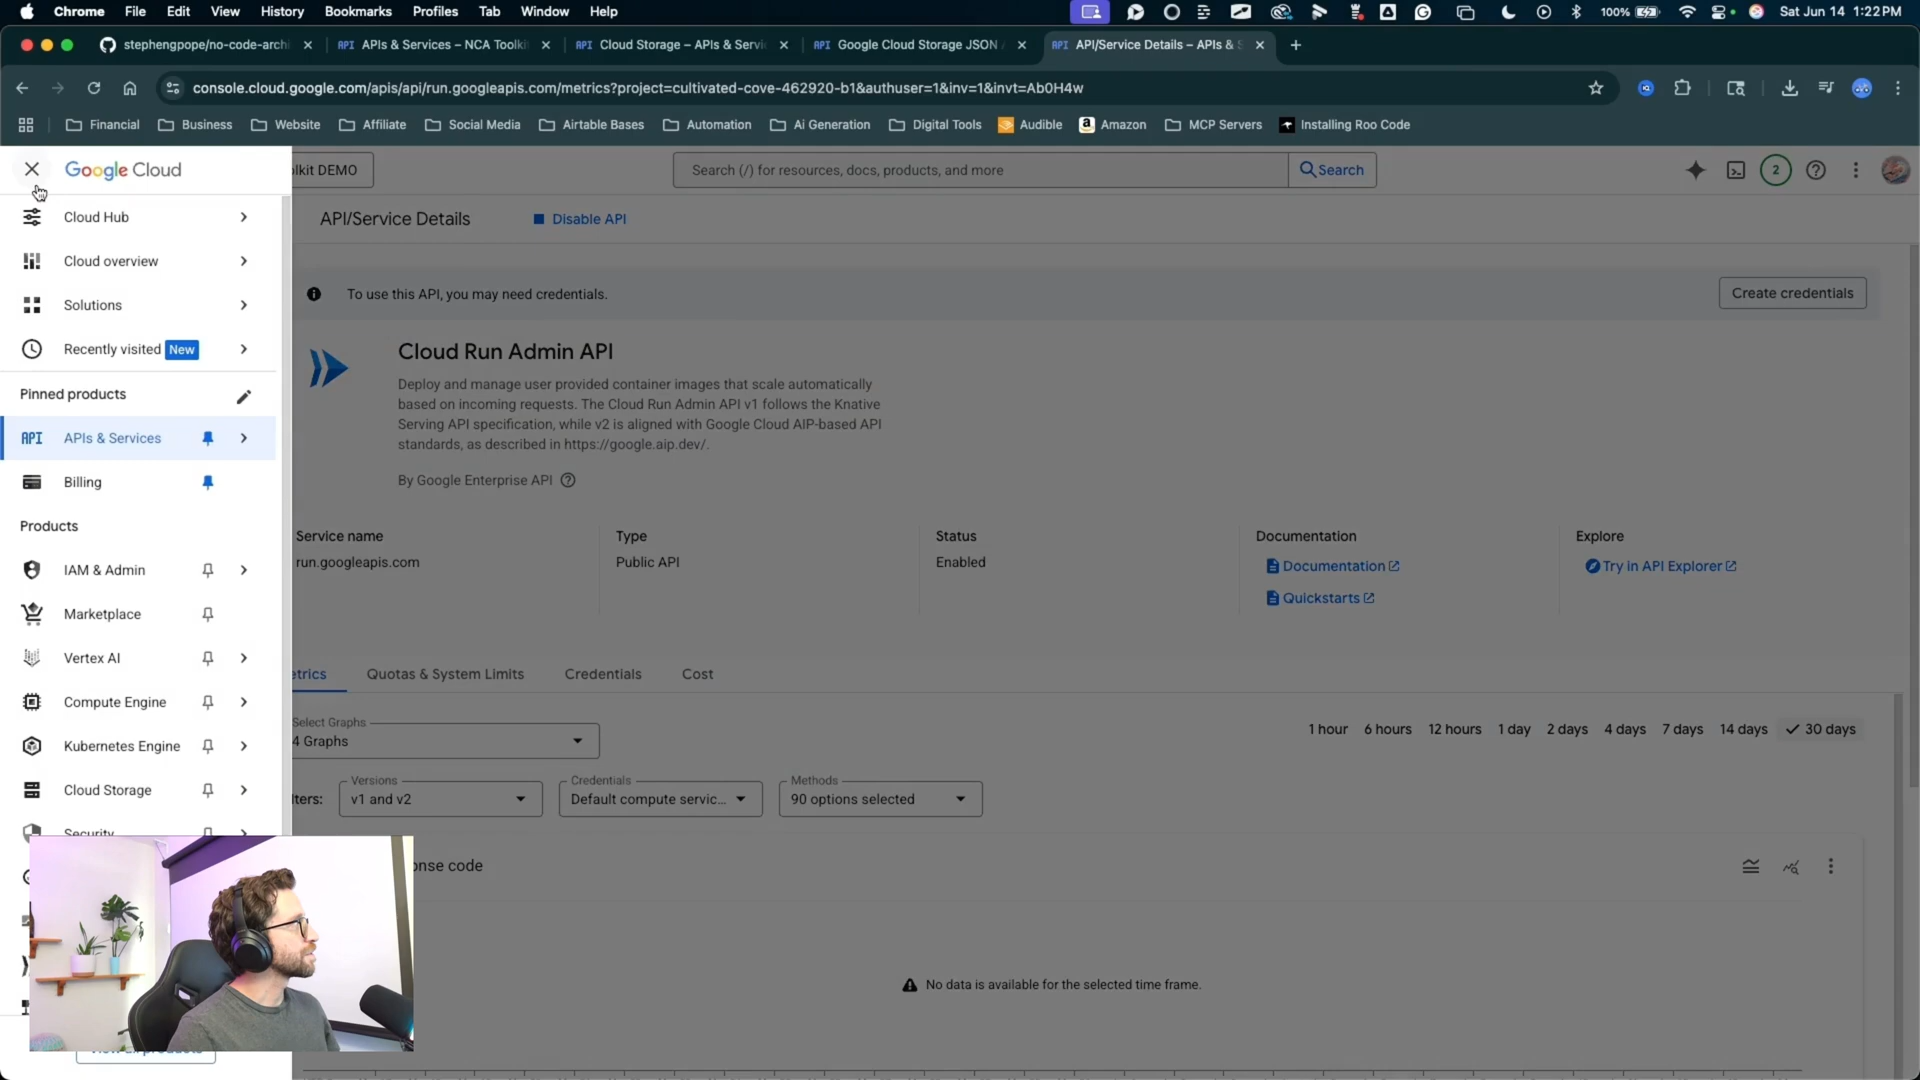 Chrome File Edit View History Bookmarks Profiles Tab Window Help 100% Sat Jun 14 1:22 PM
stephengpope/no-code-archi API APIs & Services – NCA Toolki API Cloud Storage – APIs & Servic API Google Cloud Storage JSON API API/Service Details – APIs & S
console.cloud.google.com/apis/api/run.googleapis.com/metrics?project=cultivated-cove-462920-b1&authuser=1&inv=1&invt=Ab0H4w
Financial Business Website Affiliate Social Media Airtable Bases Automation Ai Generation Digital Tools Audible Amazon MCP Servers Installing Roo Code
Google Cloud
lkit DEMO
Search (/) for resources, docs, products, and more
Search
2
Cloud Hub
Cloud overview
Solutions
Recently visited New
Pinned products
API APIs & Services
Billing
Products
IAM & Admin
Marketplace
Vertex AI
Compute Engine
Kubernetes Engine
Cloud Storage
Security
API/Service Details
Disable API
To use this API, you may need credentials.
Create credentials
Cloud Run Admin API
Deploy and manage user provided container images that scale automatically
based on incoming requests. The Cloud Run Admin API v1 follows the Knative
Serving API specification, while v2 is aligned with Google Cloud AIP-based API
standards, as described in https://google.aip.dev/.
By Google Enterprise API
Service name
run.googleapis.com
Type
Public API
Status
Enabled
Documentation
Documentation
Quickstarts
Explore
Try in API Explorer
etrics Quotas & System Limits Credentials Cost
Select Graphs
4 Graphs
1 hour 6 hours 12 hours 1 day 2 days 4 days 7 days 14 days 30 days
lters:
Versions
v1 and v2
Credentials
Default compute servic...
Methods
90 options selected
onse code
No data is available for the selected time frame.